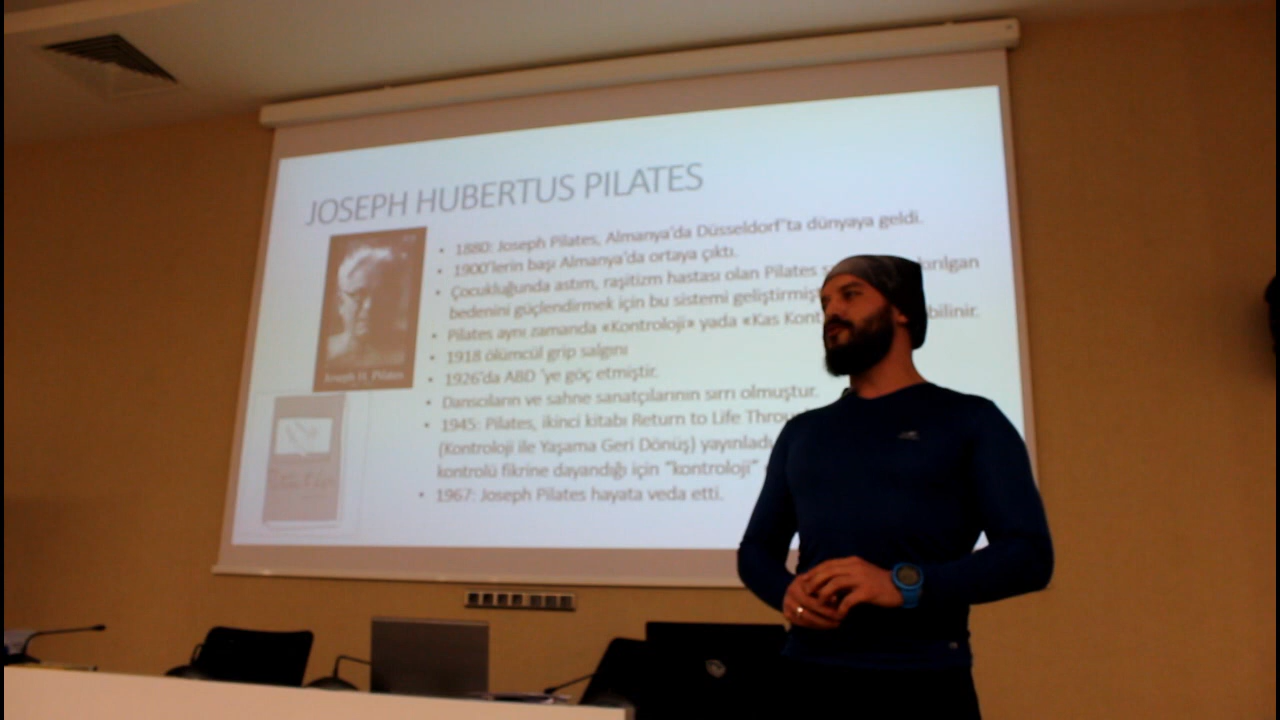 JOSEPH HUBERTUS PILATES
• 1880: Joseph Pilates, Almanya'da Düsseldorf'ta dünyaya geldi.
• 1900'lerin başı Almanya'da ortaya çıktı.
• Çocukluğunda astım, raşitizm hastası olan Pilates
bedenini güçlendirmek için bu sistemi geliştirmiş
• Pilates aynı zamanda «Kontroloji» yada «Kas bilinir.
• 1918 ölümcül grip salgını
• 1926'da ABD 'ye göç etmiştir.
• Dansçıların ve sahne sanatçılarının sırrı olmuştur.
• 1945: Pilates, ikinci kitabı Return to Life
(Kontroloji ile Yaşama Geri Dönüş)
kontrolü fikrine dayandığı için "kontroloji"
• 1967: Joseph Pilates hayata veda etti.
Joseph H. Pilates